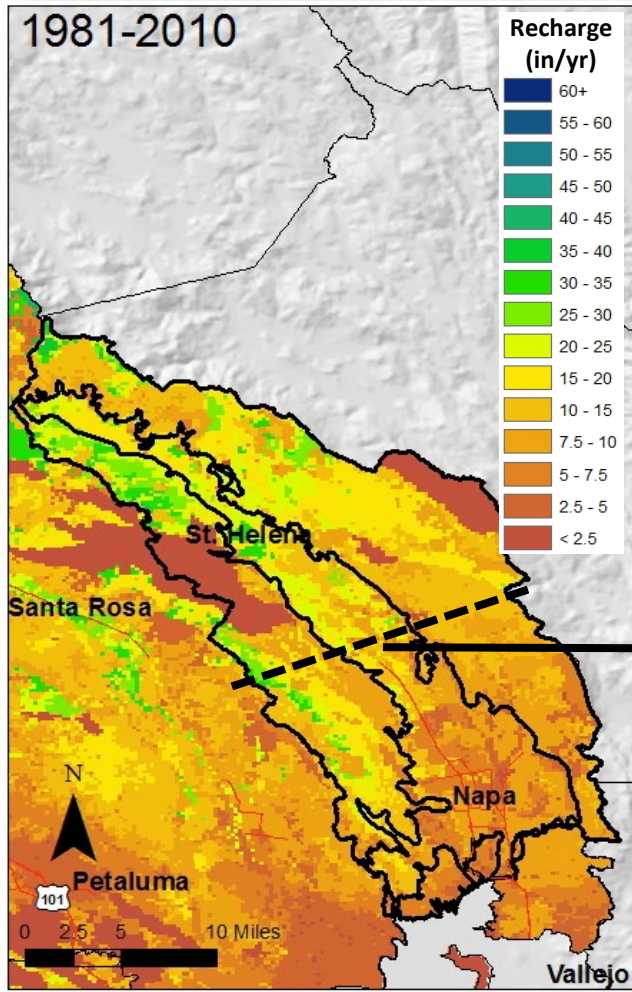 1981-2010
Recharge
(in/yr)
60+
55 - 60
50 - 55
45 - 50
40 - 45
35 - 40
30 - 35
25 - 30
20 - 25
15 - 20
10 - 15
7.5 - 10
5 - 7.5
2.5 - 5
< 2.5
St. Helena
Santa Rosa
N
Napa
Petaluma
101
0 2.5 5 10 Miles
Vallejo